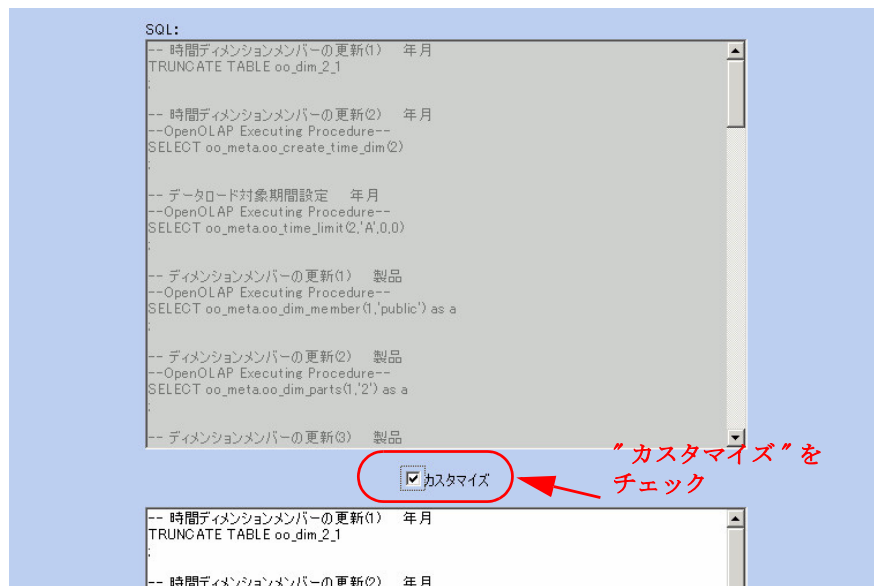 SQL:
-- 時間ディメンションメンバーの更新(1)　年月
TRUNCATE TABLE oo_dim_2_1
;
-- 時間ディメンションメンバーの更新(2)　年月
--OpenOLAP Executing Procedure--
SELECT oo_meta.oo_create_time_dim(2)
;
-- データロード対象期間設定　年月
--OpenOLAP Executing Procedure--
SELECT oo_meta.oo_time_limit(2,'A',0,0)
;
-- ディメンションメンバーの更新(1)　製品
--OpenOLAP Executing Procedure--
SELECT oo_meta.oo_dim_member(1,'public') as a
;
-- ディメンションメンバーの更新(2)　製品
--OpenOLAP Executing Procedure--
SELECT oo_meta.oo_dim_parts(1,'2') as a
;
-- ディメンションメンバーの更新(3)　製品
カスタマイズ
"カスタマイズ"を
チェック
-- 時間ディメンションメンバーの更新(1)　年月
TRUNCATE TABLE oo_dim_2_1
;
-- 時間ディメンションメンバーの更新(2)　年月